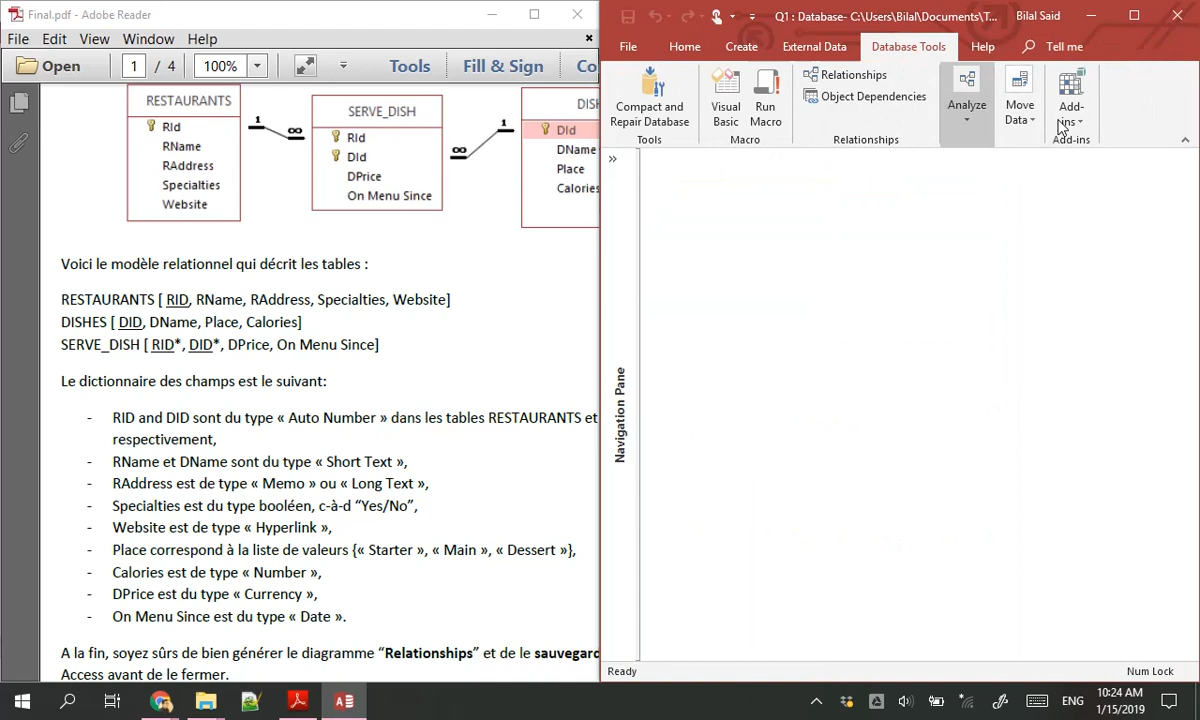 Final.pdf - Adobe Reader
File Edit View Window Help
Open 1 / 4 100% Tools Fill & Sign Co
RESTAURANTS
RId
RName
RAddress
Specialties
Website
1 ∞
SERVE_DISH
RId
DId
DPrice
On Menu Since
∞ 1
DISH
DId
DName
Place
Calories
Voici le modèle relationnel qui décrit les tables :
RESTAURANTS [ RID, RName, RAddress, Specialties, Website]
DISHES [ DID, DName, Place, Calories]
SERVE_DISH [ RID*, DID*, DPrice, On Menu Since]
Le dictionnaire des champs est le suivant:
- RID and DID sont du type « Auto Number » dans les tables RESTAURANTS et
respectivement,
- RName et DName sont du type « Short Text »,
- RAddress est de type « Memo » ou « Long Text »,
- Specialties est du type booléen, c-à-d “Yes/No”,
- Website est de type « Hyperlink »,
- Place correspond à la liste de valeurs {« Starter », « Main », « Dessert »},
- Calories est de type « Number »,
- DPrice est du type « Currency »,
- On Menu Since est du type « Date ».
A la fin, soyez sûrs de bien générer le diagramme “Relationships” et de le sauvegard
Access avant de le fermer.
Q1 : Database- C:\Users\Bilal\Documents\T... Bilal Said
File Home Create External Data Database Tools Help Tell me
Compact and
Repair Database
Tools
Visual
Basic
Run
Macro
Macro
Relationships
Object Dependencies
Relationships
Analyze
Move
Data
Add-
ins
Add-ins
»
Navigation Pane
Ready Num Lock
ENG
10:24 AM
1/15/2019